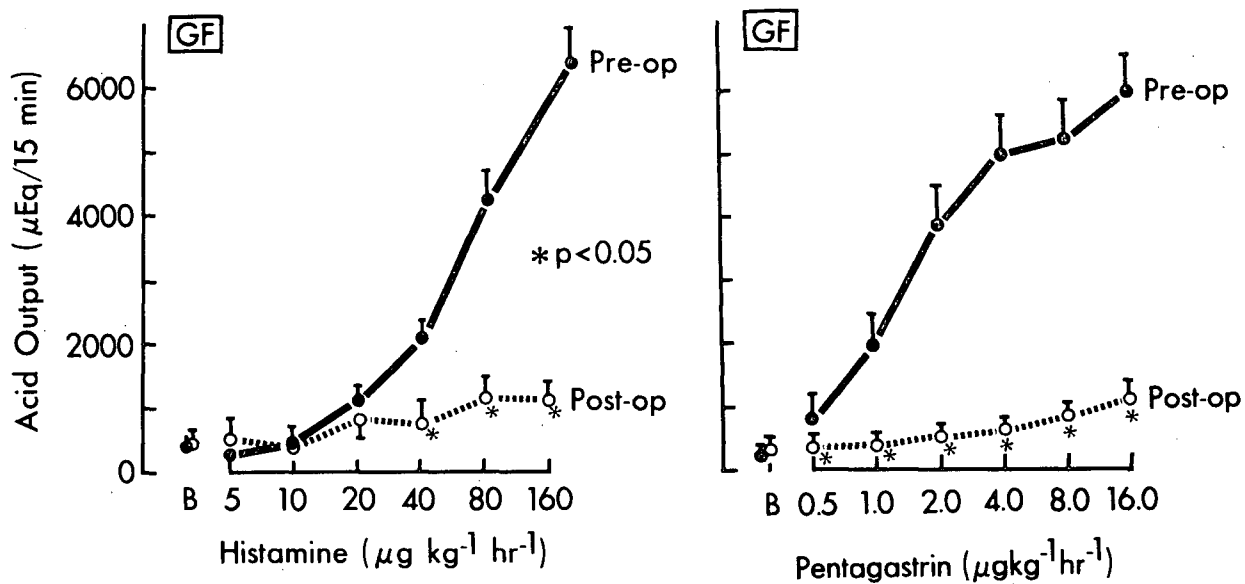 GF
Pre-op
6000
4000
2000
0
Acid Output (μEq/15 min)
* p<0.05
Post-op
*
*
*
B 5 10 20 40 80 160
Histamine (μg kg⁻¹ hr⁻¹)
GF
Pre-op
Post-op
*
*
*
*
*
*
B 0.5 1.0 2.0 4.0 8.0 16.0
Pentagastrin (μgkg⁻¹hr⁻¹)